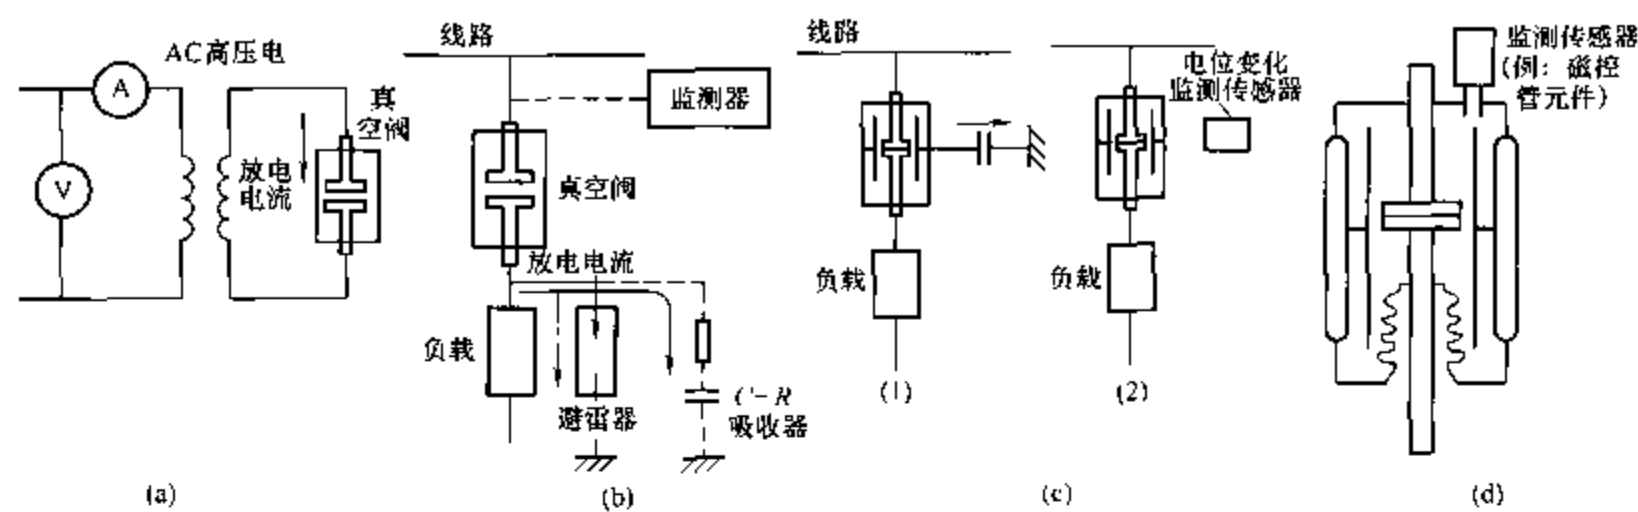 AC高压电
A
V
放电
电流
真
空阀
(a)
线路
监测器
真空阀
放电电流
负载
避雷器
C-R
吸收器
(b)
线路
负载
(1)
电位变化
监测传感器
负载
(2)
(c)
监测传感器
(例: 磁控
管元件)
(d)